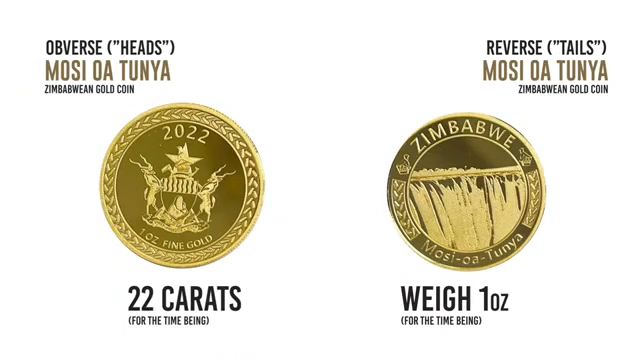 OBVERSE ("HEADS")
MOSI OA TUNYA
ZIMBABWEAN GOLD COIN
2022
1 OZ FINE GOLD
22 CARATS
(FOR THE TIME BEING)
REVERSE ("TAILS")
MOSI OA TUNYA
ZIMBABWEAN GOLD COIN
ZIMBABWE
Mosi-oa-Tunya
WEIGH 1OZ
(FOR THE TIME BEING)